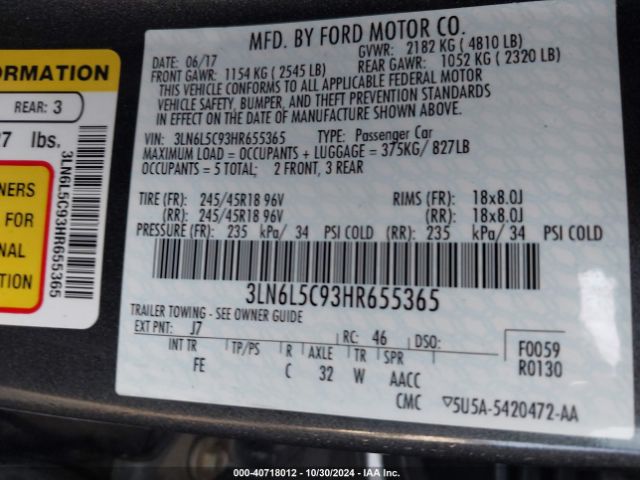 MFD. BY FORD MOTOR CO.
DATE: 06/17
GVWR: 2182 KG ( 4810 LB)
FRONT GAWR: 1154 KG ( 2545 LB)
REAR GAWR: 1052 KG ( 2320 LB)
THIS VEHICLE CONFORMS TO ALL APPLICABLE FEDERAL MOTOR
VEHICLE SAFETY, BUMPER, AND THEFT PREVENTION STANDARDS
IN EFFECT ON THE DATE OF MANUFACTURE SHOWN ABOVE.
VIN: 3LN6L5C93HR655365 TYPE: Passenger Car
MAXIMUM LOAD = OCCUPANTS + LUGGAGE = 375KG/ 827LB
OCCUPANTS = 5 TOTAL; 2 FRONT, 3 REAR
TIRE (FR): 245/45R18 96V RIMS (FR): 18x8.0J
(RR): 245/45R18 96V (RR): 18x8.0J
PRESSURE (FR): 235 kPa/ 34 PSI COLD (RR): 235 kPa/ 34 PSI COLD
3LN6L5C93HR655365
TRAILER TOWING - SEE OWNER GUIDE
EXT PNT: J7 RC: 46 DSO:
INT TR TP/PS R AXLE TR SPR
FE C 32 W AACC
F0059
R0130
CMC 5U5A-5420472-AA
FORMATION
REAR: 3
27 lbs.
NERS
FOR
NAL
TION
3LN6L5C93HR655365
000-40718012 - 10/30/2024 - IAA Inc.